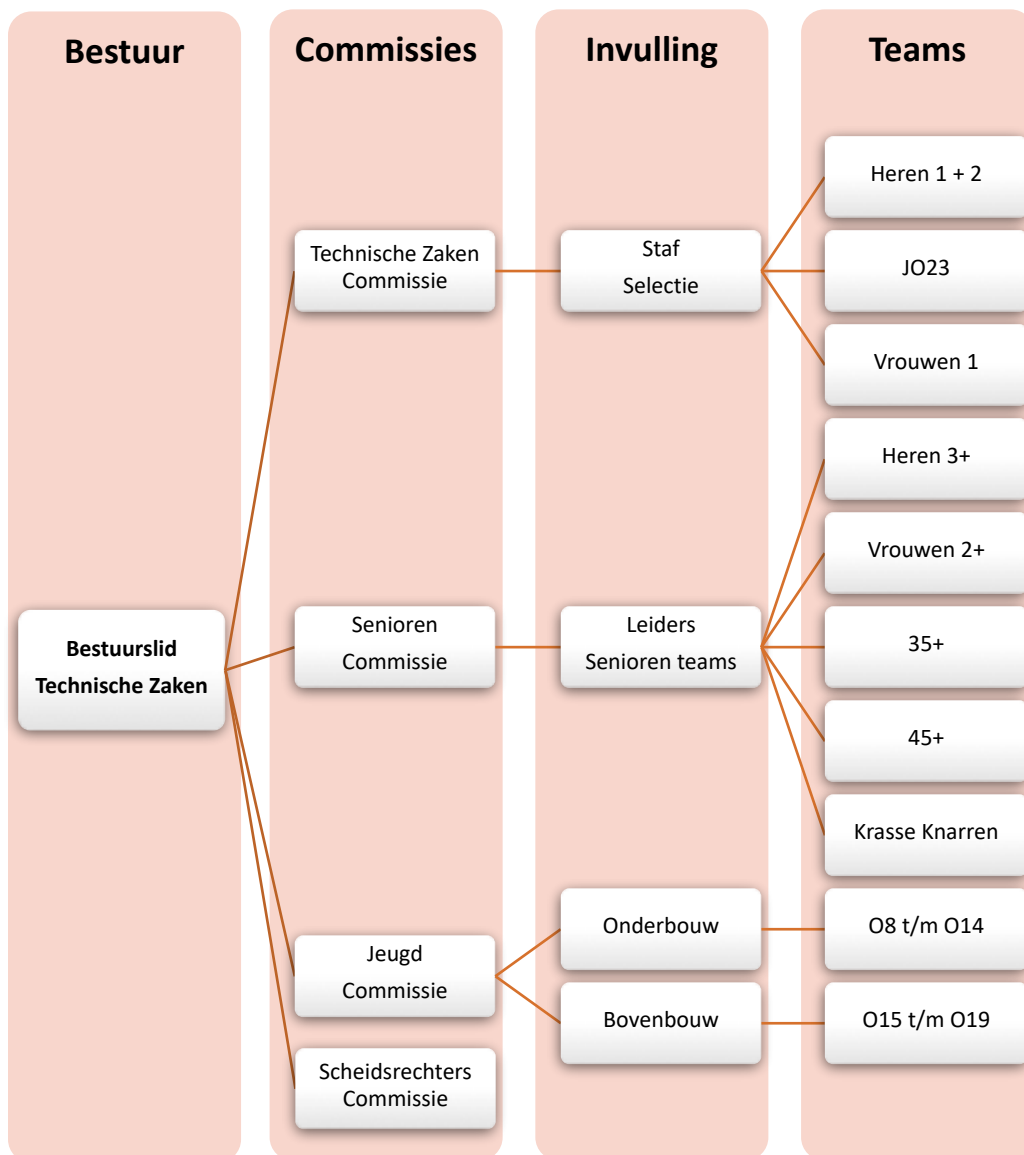 Bestuur
Commissies
Invulling
Teams
Bestuurslid
Technische Zaken
Technische Zaken
Commissie
Senioren
Commissie
Jeugd
Commissie
Scheidsrechters
Commissie
Staf
Selectie
Leiders
Senioren teams
Onderbouw
Bovenbouw
Heren 1 + 2
JO23
Vrouwen 1
Heren 3+
Vrouwen 2+
35+
45+
Krasse Knarren
O8 t/m O14
O15 t/m O19